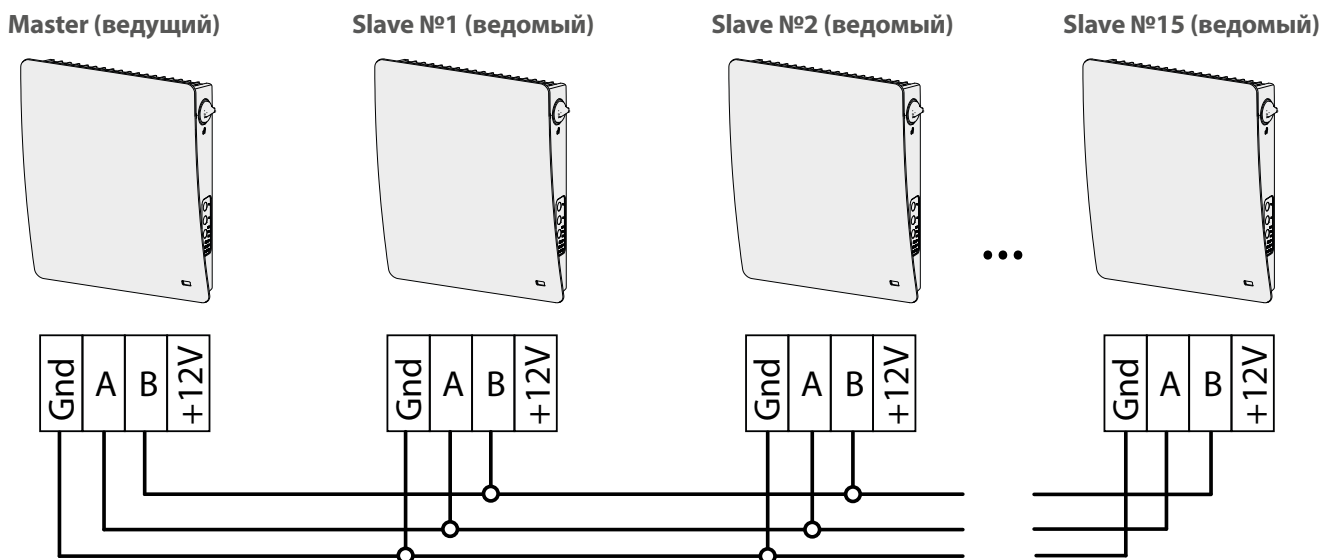 Master (ведущий) Slave №1 (ведомый) Slave №2 (ведомый) Slave №15 (ведомый)
...
Gnd A B +12V Gnd A B +12V Gnd A B +12V Gnd A B +12V